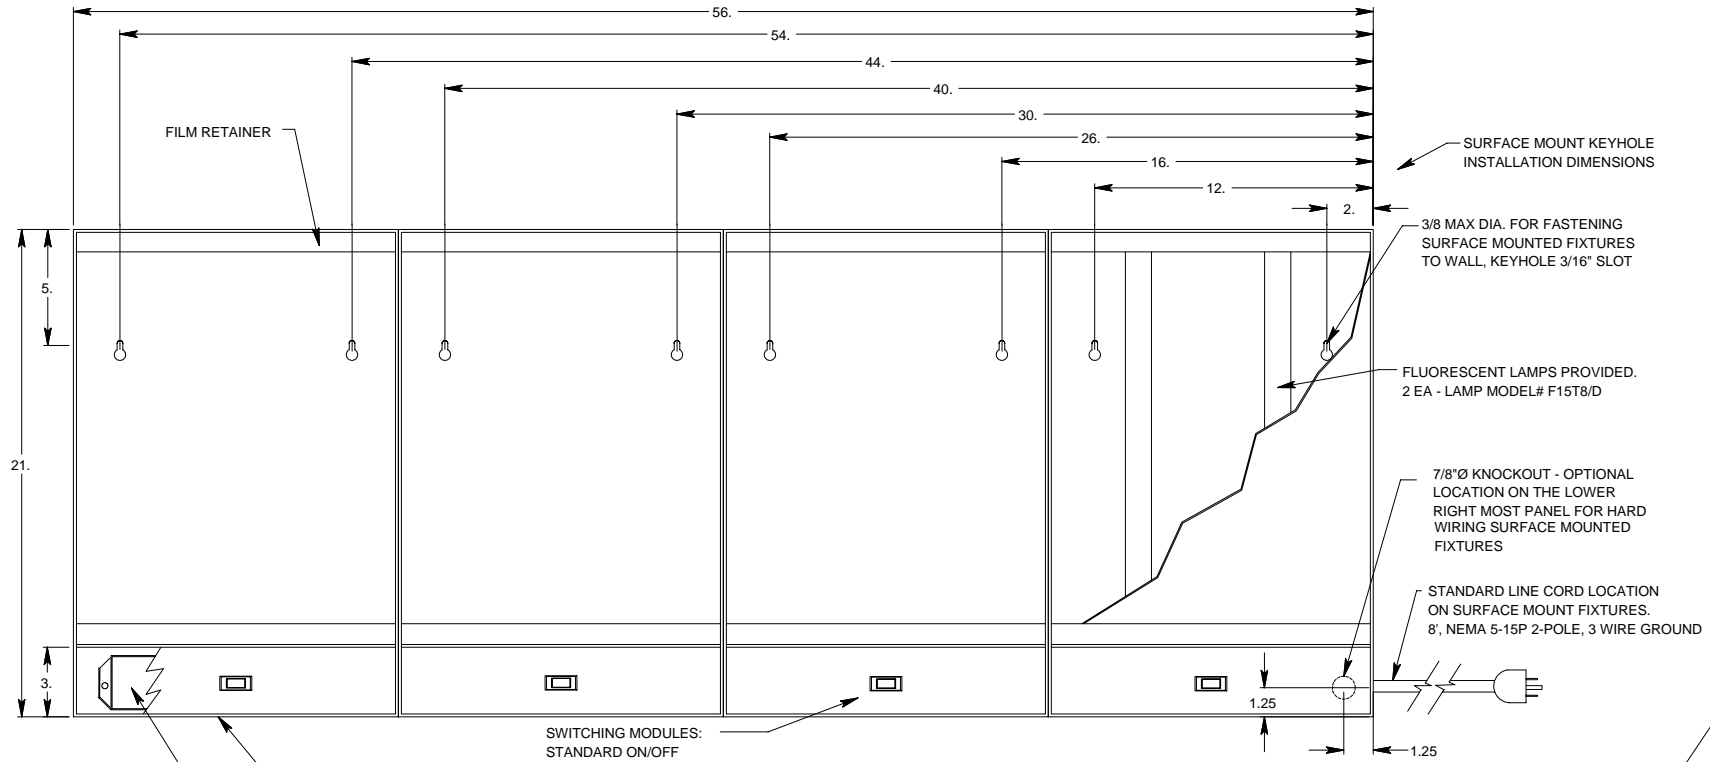 56.
54.
44.
40.
30.
26.
16.
12.
2.
FILM RETAINER
SURFACE MOUNT KEYHOLE
INSTALLATION DIMENSIONS
3/8 MAX DIA. FOR FASTENING
SURFACE MOUNTED FIXTURES
TO WALL, KEYHOLE 3/16" SLOT
5.
FLUORESCENT LAMPS PROVIDED.
2 EA - LAMP MODEL# F15T8/D
21.
7/8"Ø KNOCKOUT - OPTIONAL
LOCATION ON THE LOWER
RIGHT MOST PANEL FOR HARD
WIRING SURFACE MOUNTED
FIXTURES
STANDARD LINE CORD LOCATION
ON SURFACE MOUNT FIXTURES.
8', NEMA 5-15P 2-POLE, 3 WIRE GROUND
3.
1.25
SWITCHING MODULES:
STANDARD ON/OFF
1.25